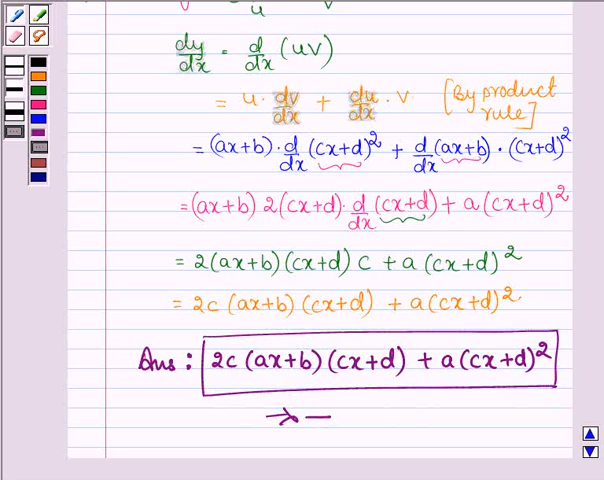 u v
dy/dx = d/dx (uv)
= u · dv/dx + du/dx · v [By product rule]
= (ax+b) · d/dx (cx+d)² + d/dx (ax+b) · (cx+d)²
= (ax+b) 2(cx+d) · d/dx (cx+d) + a(cx+d)²
= 2(ax+b)(cx+d) c + a(cx+d)²
= 2c (ax+b)(cx+d) + a(cx+d)².
Ans : 2c (ax+b)(cx+d) + a(cx+d)²